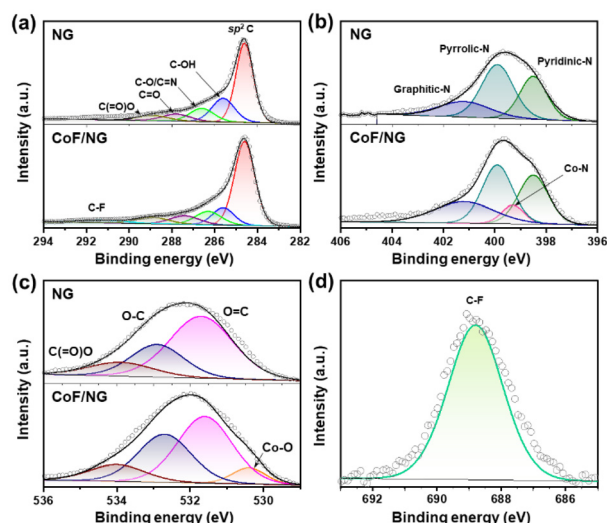 (a)
NG
sp² C
C-OH
C-O/C=N
C=O
C(=O)O
CoF/NG
C-F
294 292 290 288 286 284 282
Binding energy (eV)
Intensity (a.u.)
(b)
NG
Pyrrolic-N
Pyridinic-N
Graphitic-N
CoF/NG
Co-N
406 404 402 400 398 396
Binding energy (eV)
Intensity (a.u.)
(c)
NG
O-C
O=C
C(=O)O
CoF/NG
Co-O
536 534 532 530
Binding energy (eV)
Intensity (a.u.)
(d)
C-F
692 690 688 686
Binding energy (eV)
Intensity (a.u.)